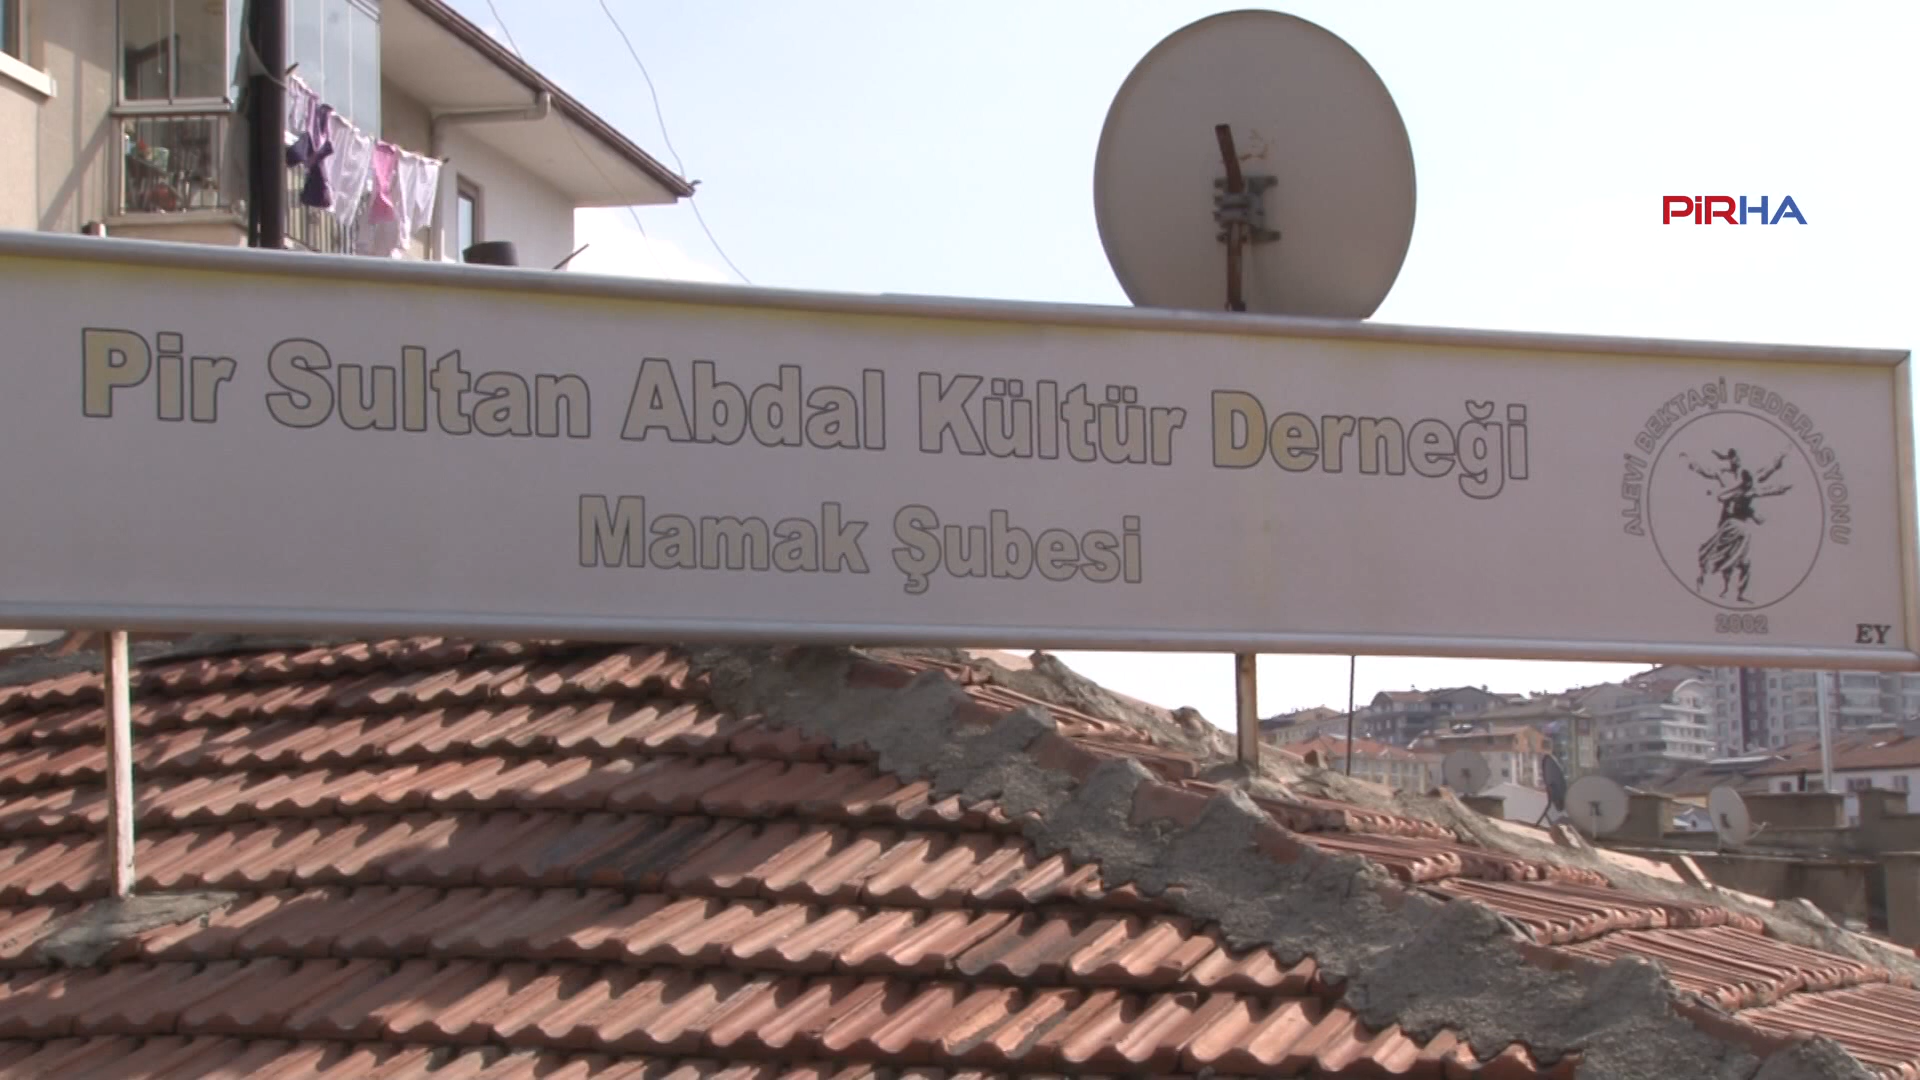 PİRHA
Pir Sultan Abdal Kültür Derneği
Mamak Şubesi
ALEVİ BEKTAŞİ FEDERASYONU
2002
EY